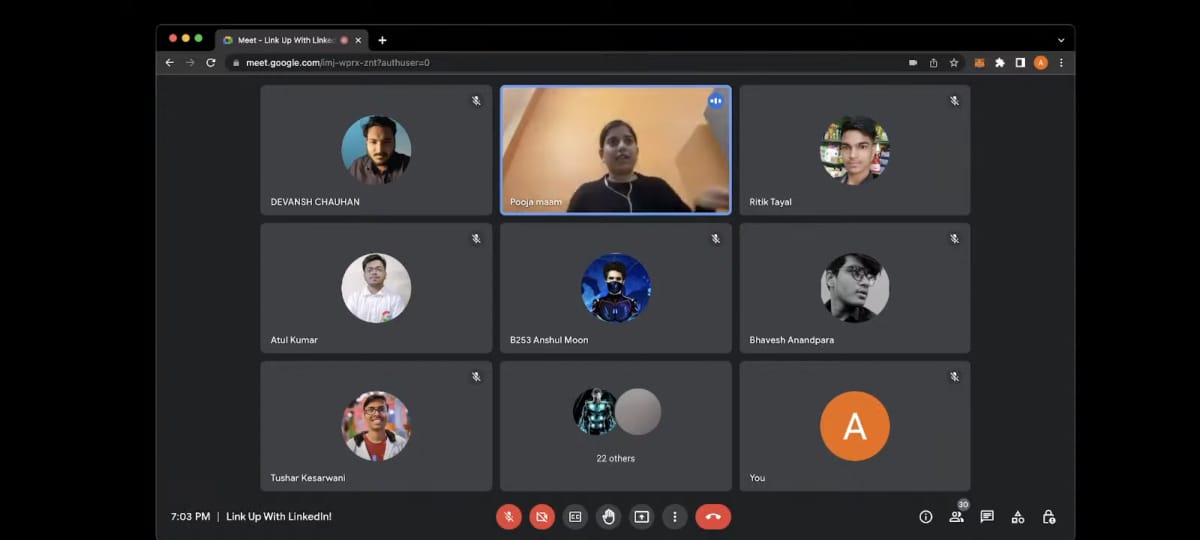 Meet - Link Up With Linke
meet.google.com/imj-wprx-znt?authuser=0
A
DEVANSH CHAUHAN
Pooja maam
Ritik Tayal
Atul Kumar
B253 Anshul Moon
Bhavesh Anandpara
Tushar Kesarwani
22 others
A
You
7:03 PM | Link Up With LinkedIn!
CC
30